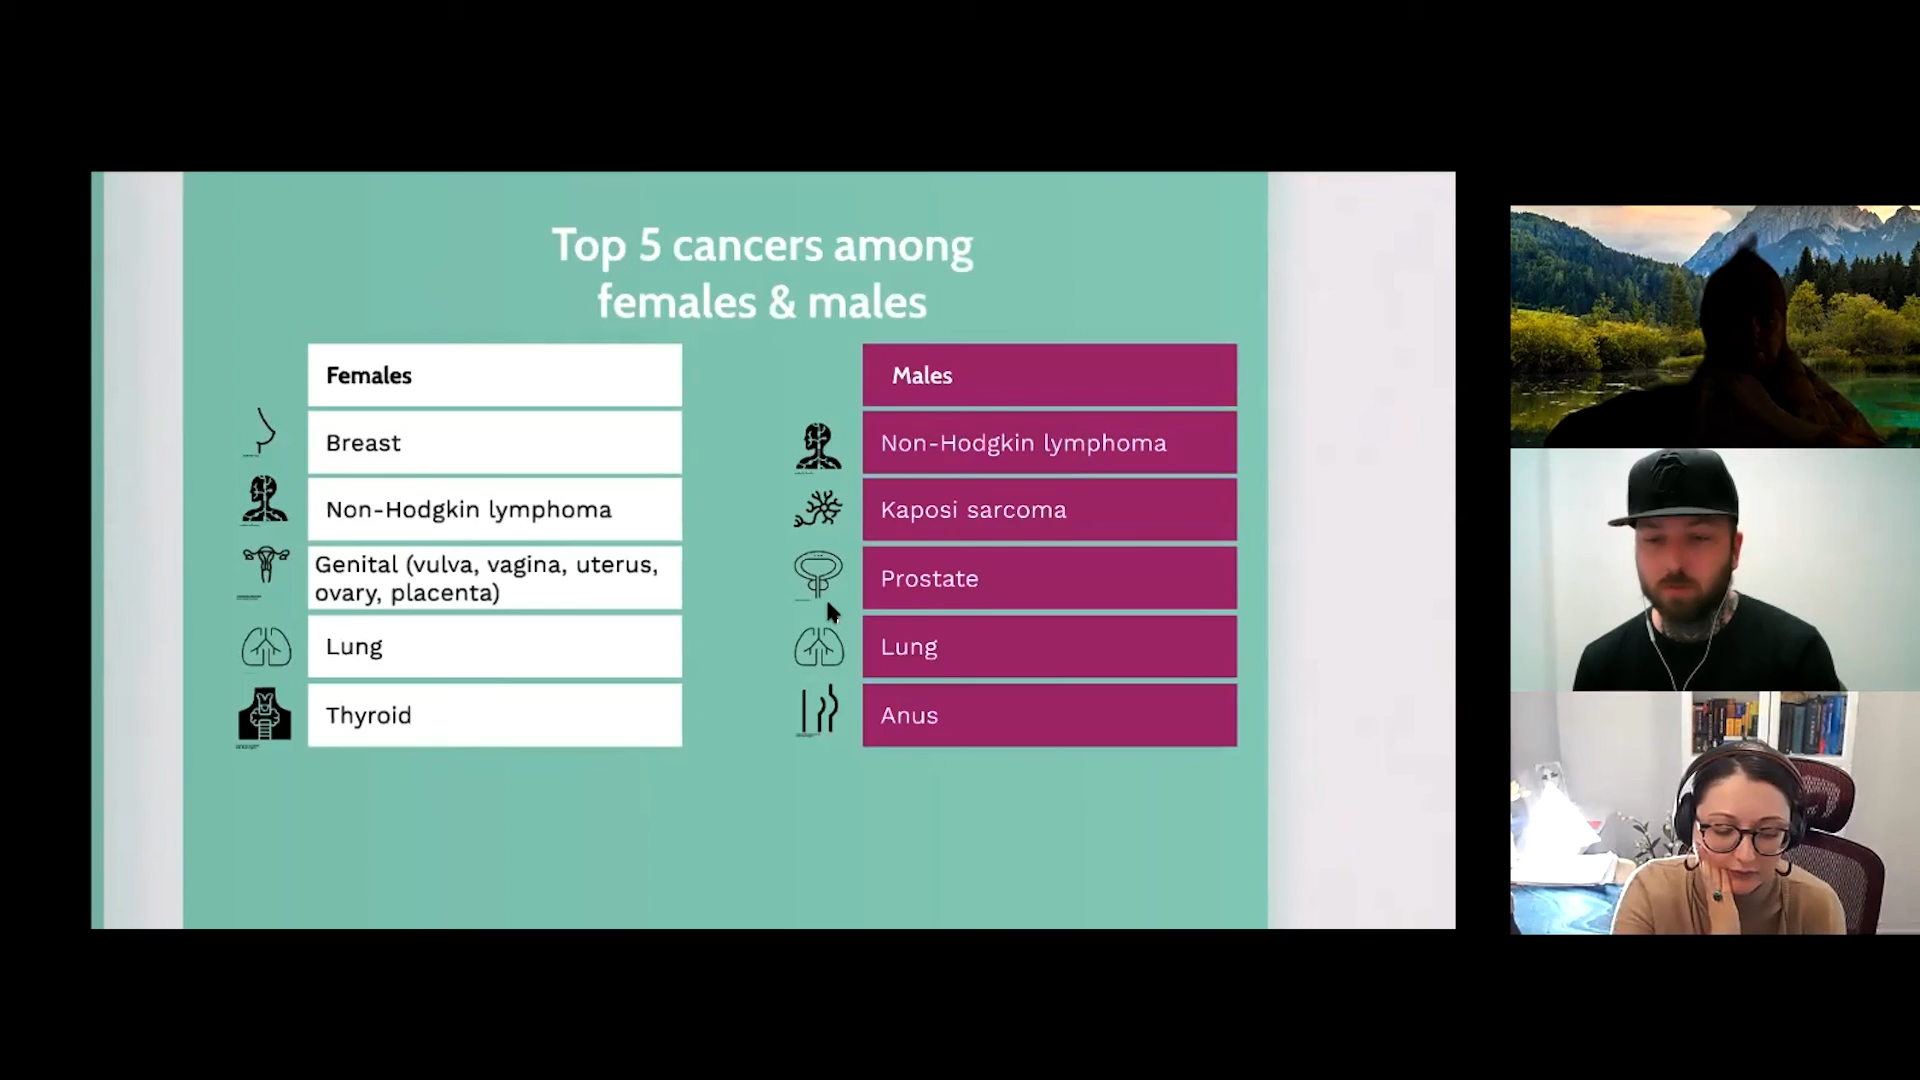 Top 5 cancers among
females & males
Females
Breast
Non-Hodgkin lymphoma
Genital (vulva, vagina, uterus,
ovary, placenta)
Lung
Thyroid
Males
Non-Hodgkin lymphoma
Kaposi sarcoma
Prostate
Lung
Anus